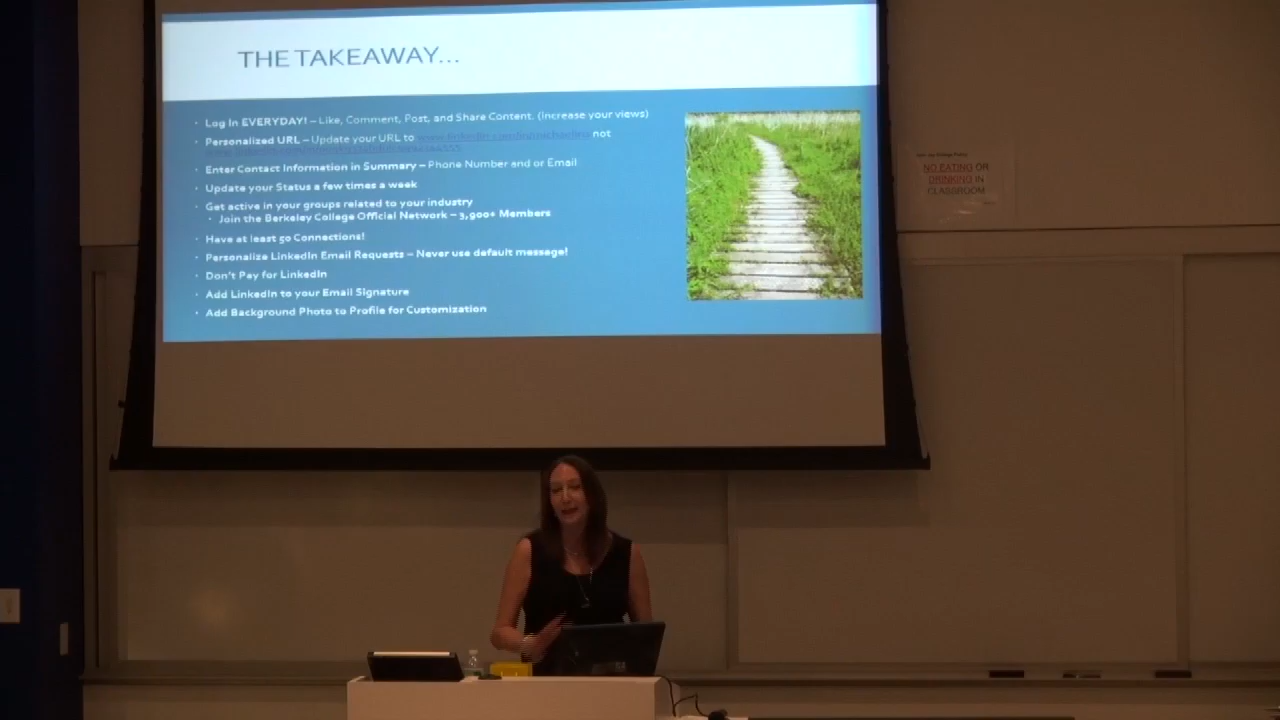 THE TAKEAWAY...
• Log In EVERYDAY! – Like, Comment, Post, and Share Content. (Increase your views)
• Personalized URL – Update your URL to not
• Enter Contact Information in Summary – Phone Number and or Email
• Update your Status a few times a week
• Get active in your groups related to your industry
• Join the Berkeley College Official Network – 3,900+ Members
• Have at least 50 Connections!
• Personalize LinkedIn Email Requests – Never use default message!
• Don't Pay for LinkedIn
• Add LinkedIn to your Email Signature
• Add Background Photo to Profile for Customization
NO EATING OR
DRINKING IN
CLASSROOM